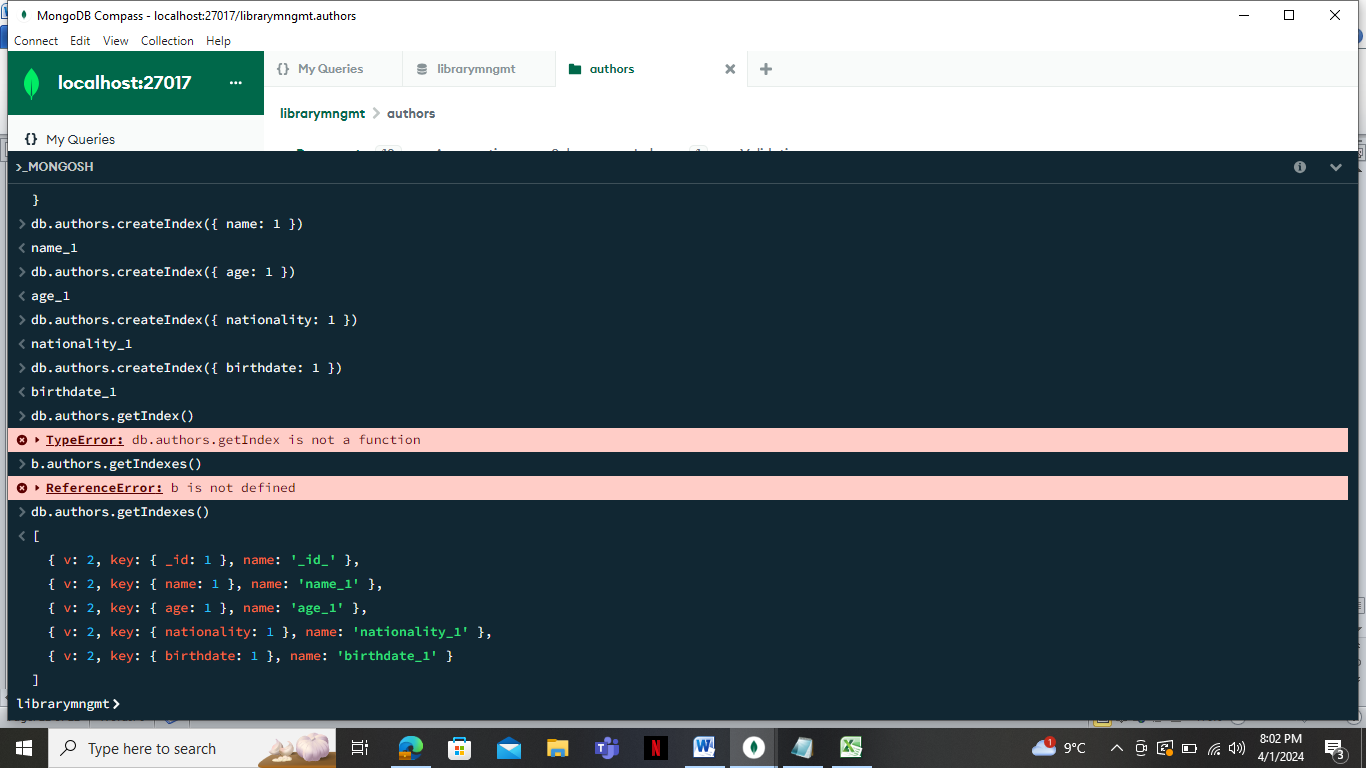 MongoDB Compass - localhost:27017/librarymngmt.authors
Connect Edit View Collection Help
localhost:27017 ...
{} My Queries
librarymngmt
authors
librarymngmt > authors
{} My Queries
>_MONGOSH
}
> db.authors.createIndex({ name: 1 })
< name_1
> db.authors.createIndex({ age: 1 })
< age_1
> db.authors.createIndex({ nationality: 1 })
< nationality_1
> db.authors.createIndex({ birthdate: 1 })
< birthdate_1
> db.authors.getIndex()
TypeError: db.authors.getIndex is not a function
> b.authors.getIndexes()
ReferenceError: b is not defined
> db.authors.getIndexes()
< [
{ v: 2, key: { _id: 1 }, name: '_id_' },
{ v: 2, key: { name: 1 }, name: 'name_1' },
{ v: 2, key: { age: 1 }, name: 'age_1' },
{ v: 2, key: { nationality: 1 }, name: 'nationality_1' },
{ v: 2, key: { birthdate: 1 }, name: 'birthdate_1' }
]
librarymngmt>
Type here to search
1
9°C
8:02 PM
4/1/2024
3